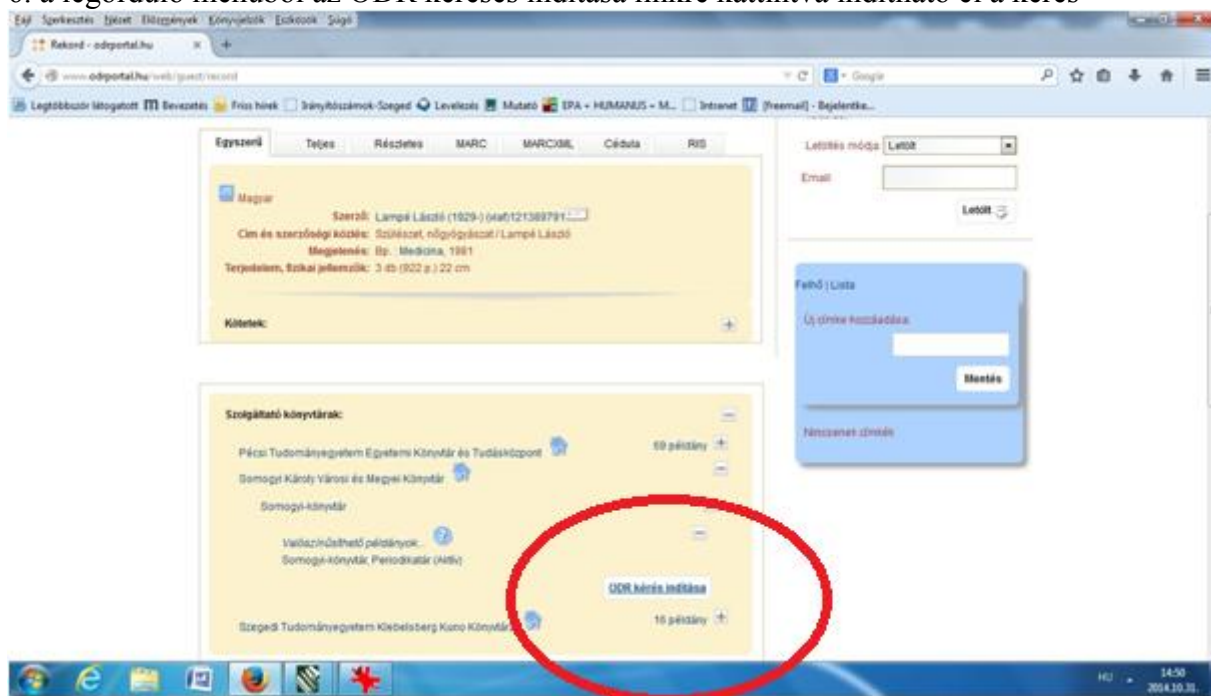 6. a legördülő menüből az ODR kérés indítása linkre kattintva indítható el a kérés
Fájl Szerkesztés Nézet Előzmények Könyvjelzők Eszközök Súgó
Rekord - odrportal.hu
www.odrportal.hu/web/guest/record
Google
Legtöbbször látogatott Bevezetés Friss hírek Irányítószámok-Szeged Levelezés Mutató EPA + HUMANUS + M... Intranet [freemail] - Bejelentke...
Egyszerű Teljes Részletes MARC MARCXML Cédula RIS
Letöltés módja Letölt
Email
Letölt
Magyar
Szerző: Lampé László (1929-) (viaf)121389791
Cím és szerzőségi közlés: Szülészet, nőgyógyászat / Lampé László
Megjelenés: Bp. Medicina, 1981
Terjedelem, fizikai jellemzők: 3 db (922 p.) 22 cm
Kötetek:
Felhő | Lista
Új címke hozzáadása:
Mentés
Nincsenek címkék
Szolgáltató könyvtárak:
Pécsi Tudományegyetem Egyetemi Könyvtár és Tudásközpont 69 példány
Somogyi Károly Városi és Megyei Könyvtár
Somogyi-könyvtár
Valószínűsíthető példányok...
Somogyi-könyvtár, Periodikatár (Aktív)
ODR kérés indítása
Szegedi Tudományegyetem Klebelsberg Kuno Könyvtára 16 példány
HU 14:50
2014.10.31.